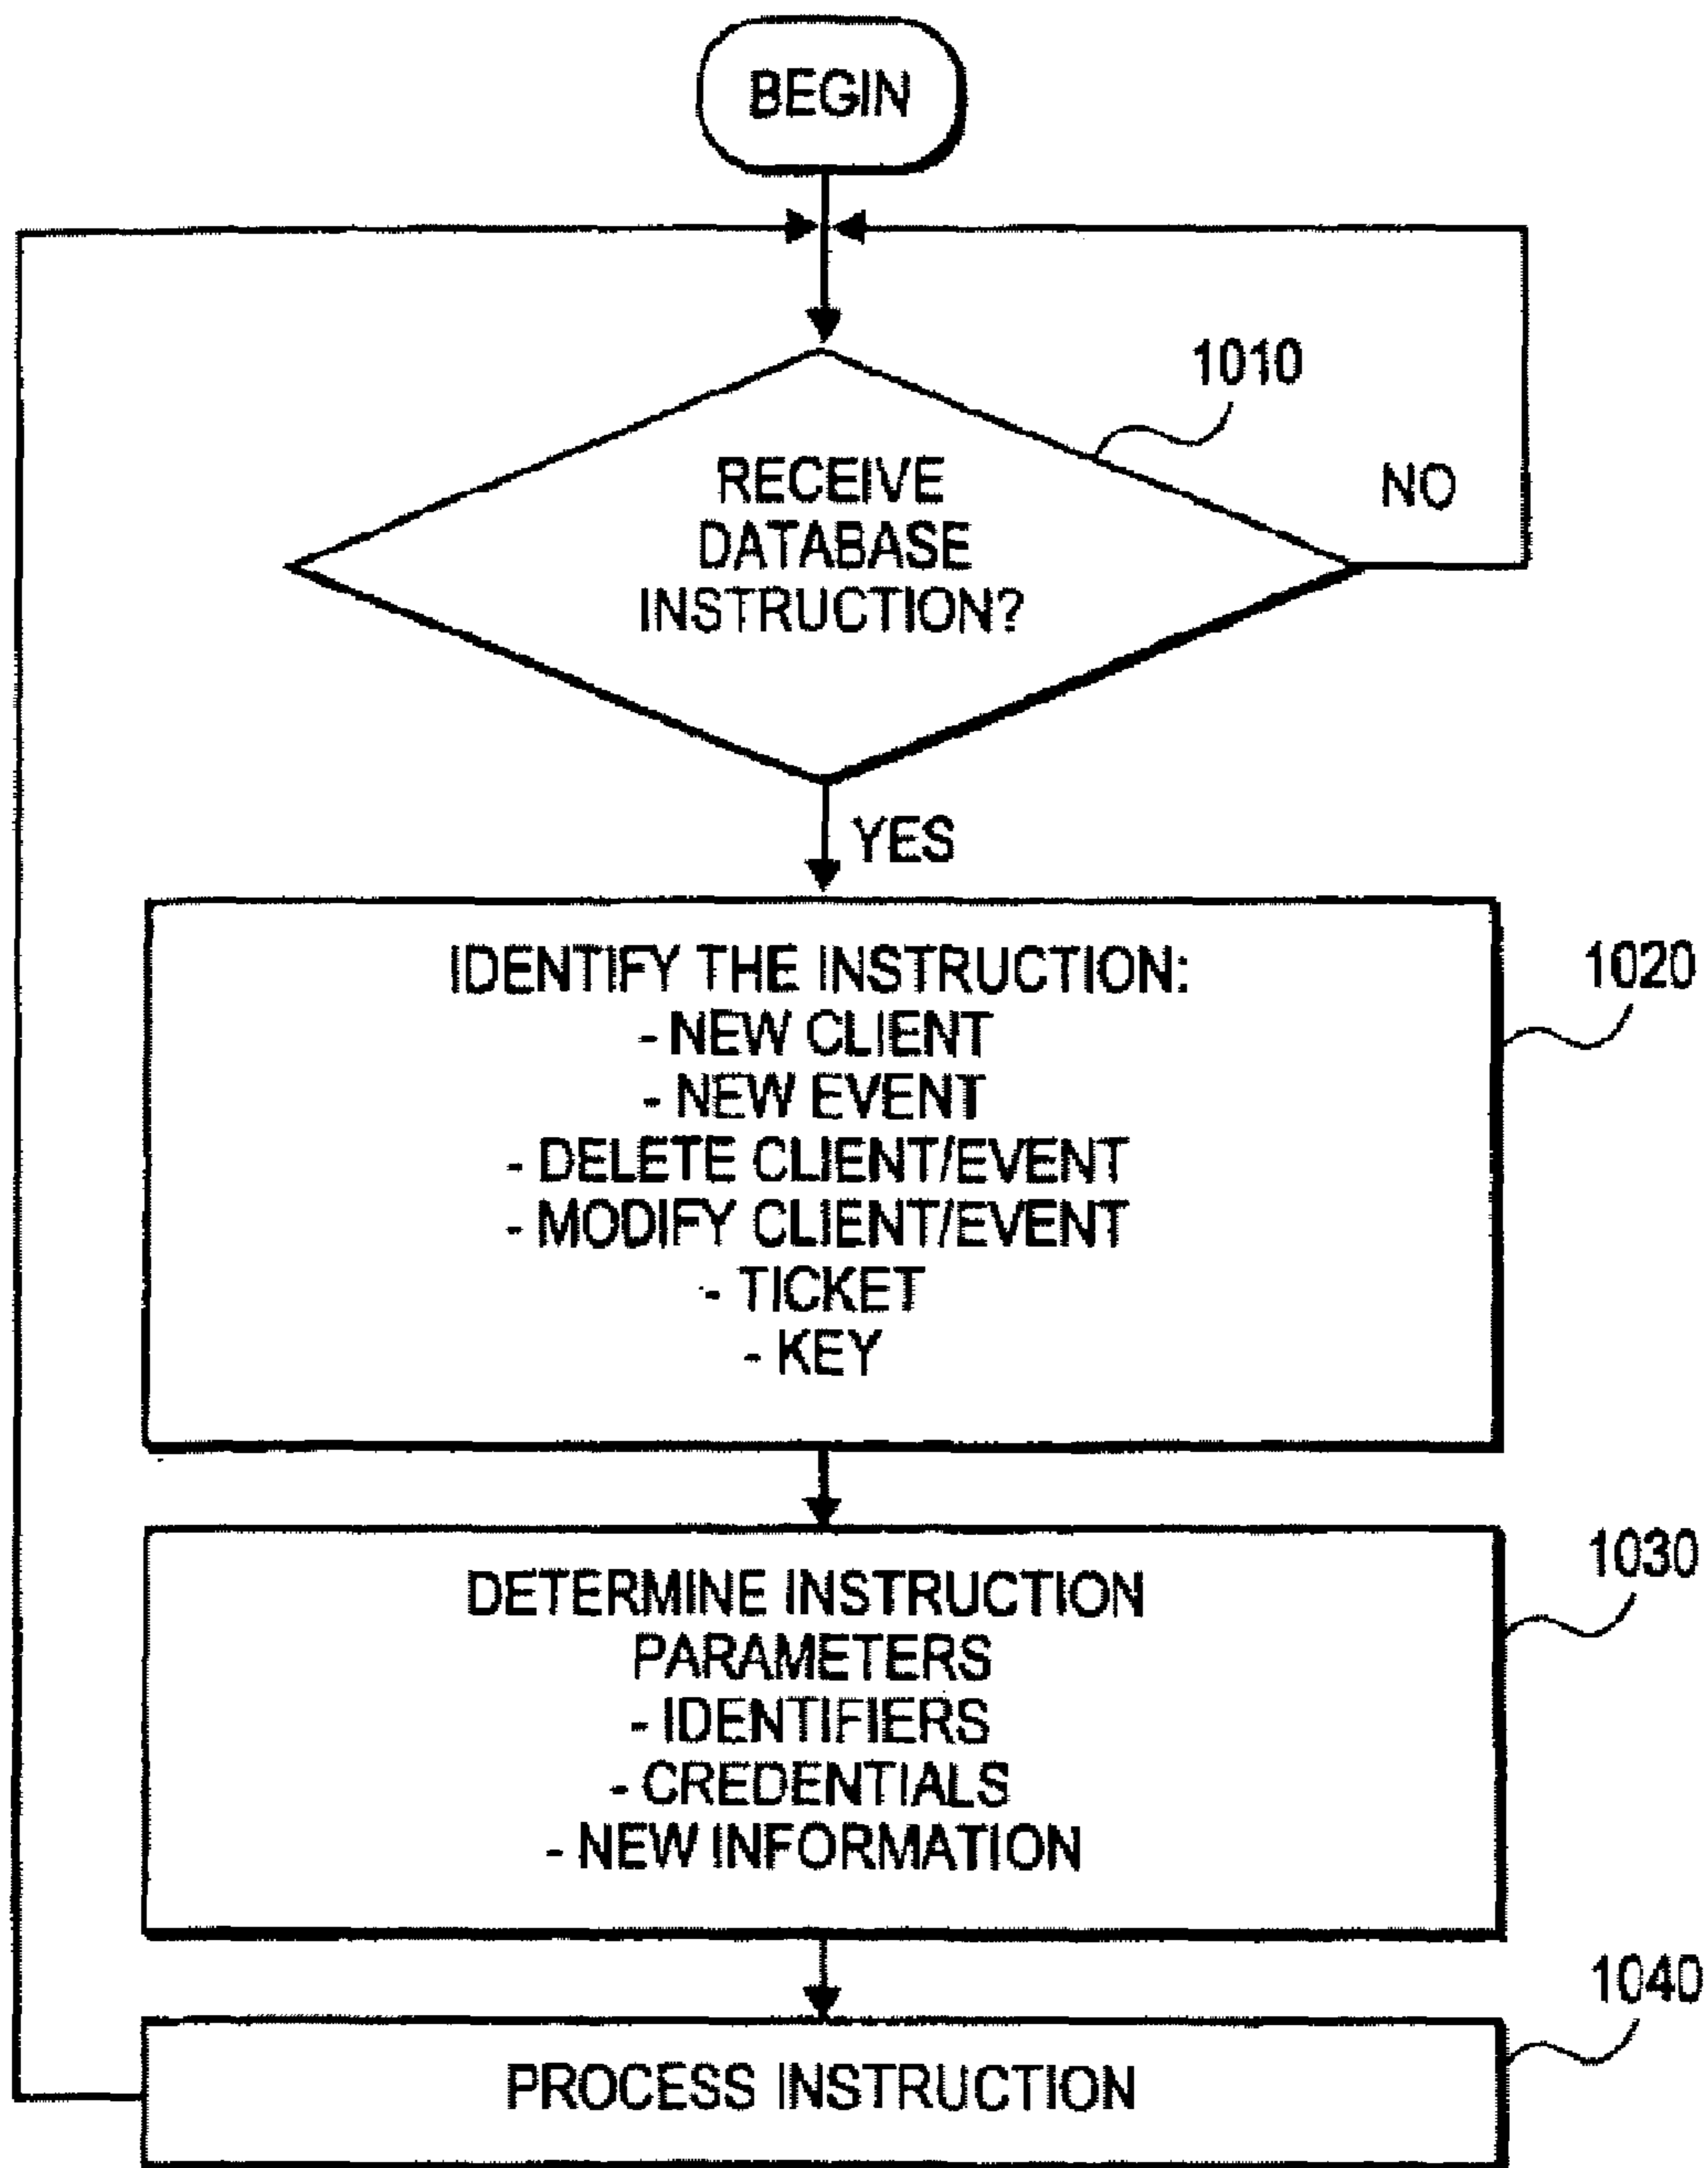 BEGIN
1010
RECEIVE
DATABASE
INSTRUCTION?
NO
YES
IDENTIFY THE INSTRUCTION:
- NEW CLIENT
- NEW EVENT
- DELETE CLIENT/EVENT
- MODIFY CLIENT/EVENT
- TICKET
- KEY
1020
DETERMINE INSTRUCTION
PARAMETERS
- IDENTIFIERS
- CREDENTIALS
- NEW INFORMATION
1030
PROCESS INSTRUCTION
1040